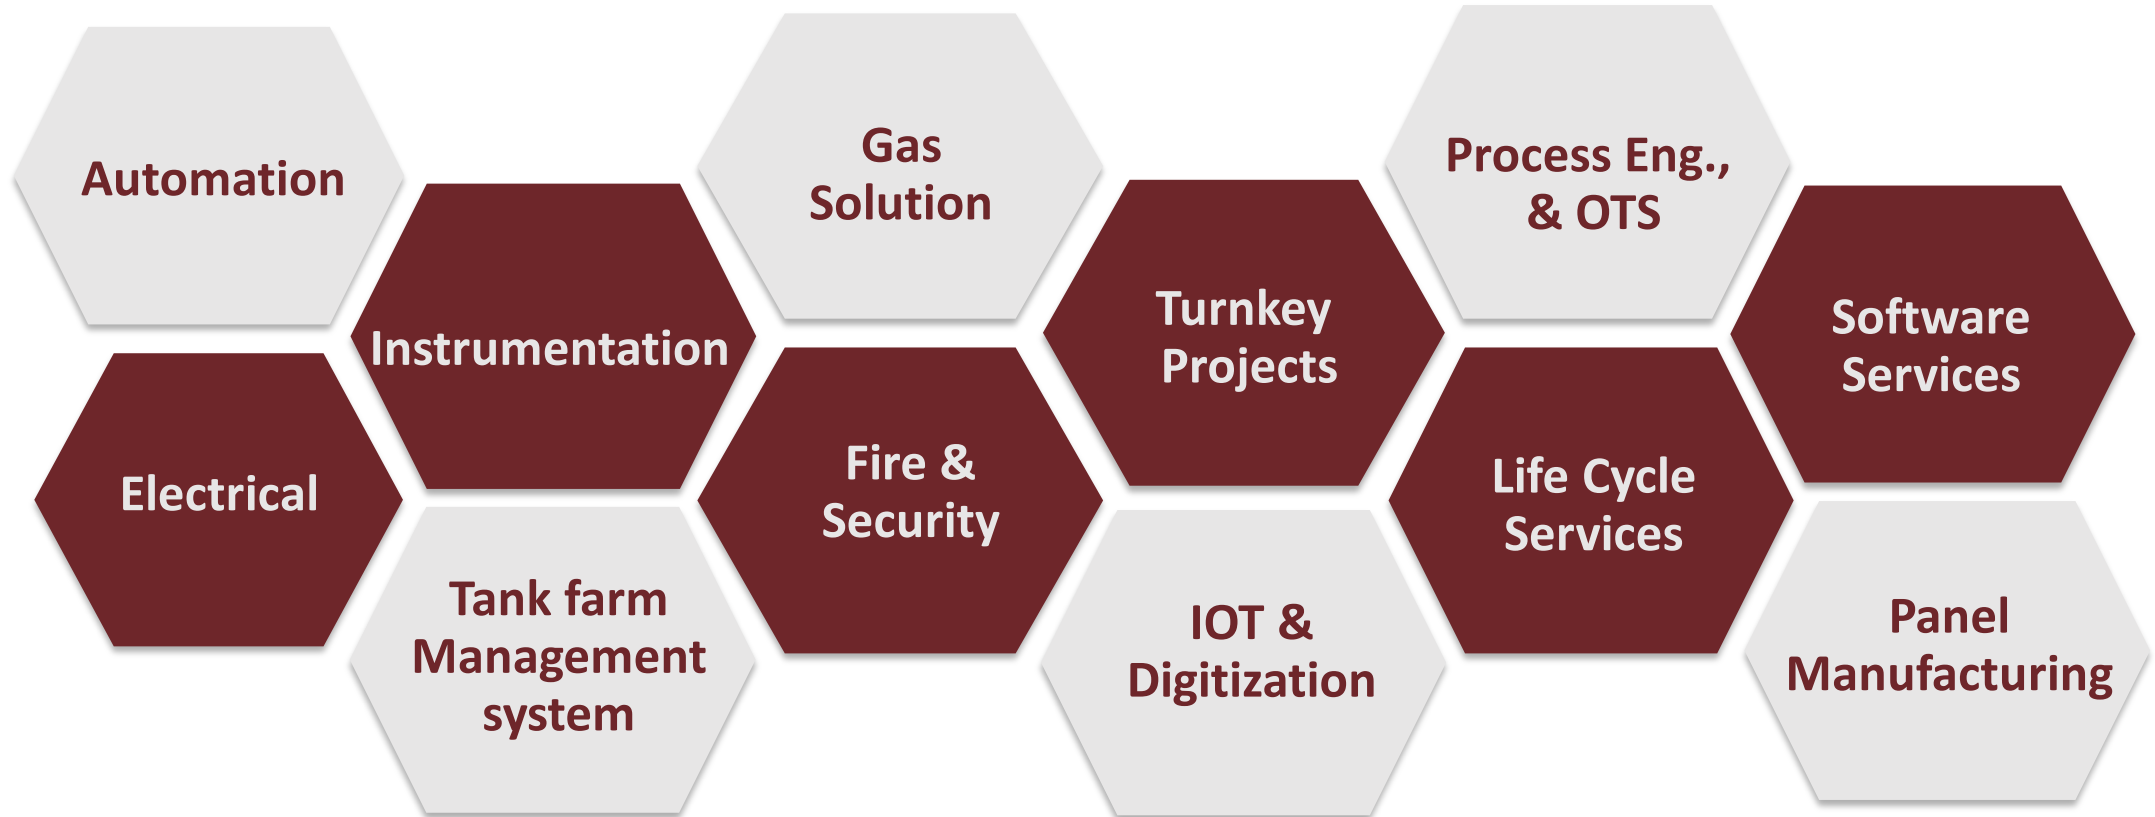 Automation
Electrical
Instrumentation
Tank farm
Management
system
Gas
Solution
Fire &
Security
Turnkey
Projects
IOT &
Digitization
Process Eng.,
& OTS
Life Cycle
Services
Software
Services
Panel
Manufacturing